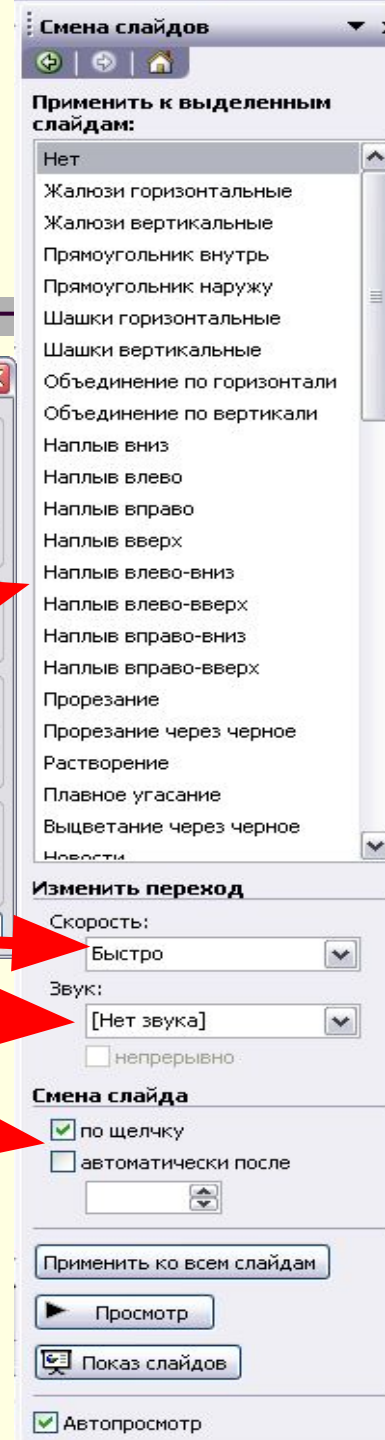 Смена слайдов
Применить к выделенным
слайдам:
Нет
Жалюзи горизонтальные
Жалюзи вертикальные
Прямоугольник внутрь
Прямоугольник наружу
Шашки горизонтальные
Шашки вертикальные
Объединение по горизонтали
Объединение по вертикали
Наплыв вниз
Наплыв влево
Наплыв вправо
Наплыв вверх
Наплыв влево-вниз
Наплыв влево-вверх
Наплыв вправо-вниз
Наплыв вправо-вверх
Прорезание
Прорезание через черное
Растворение
Плавное угасание
Выцветание через черное
Новости
Изменить переход
Скорость:
Быстро
Звук:
[Нет звука]
непрерывно
Смена слайда
по щелчку
автоматически после
Применить ко всем слайдам
Просмотр
Показ слайдов
Автопросмотр